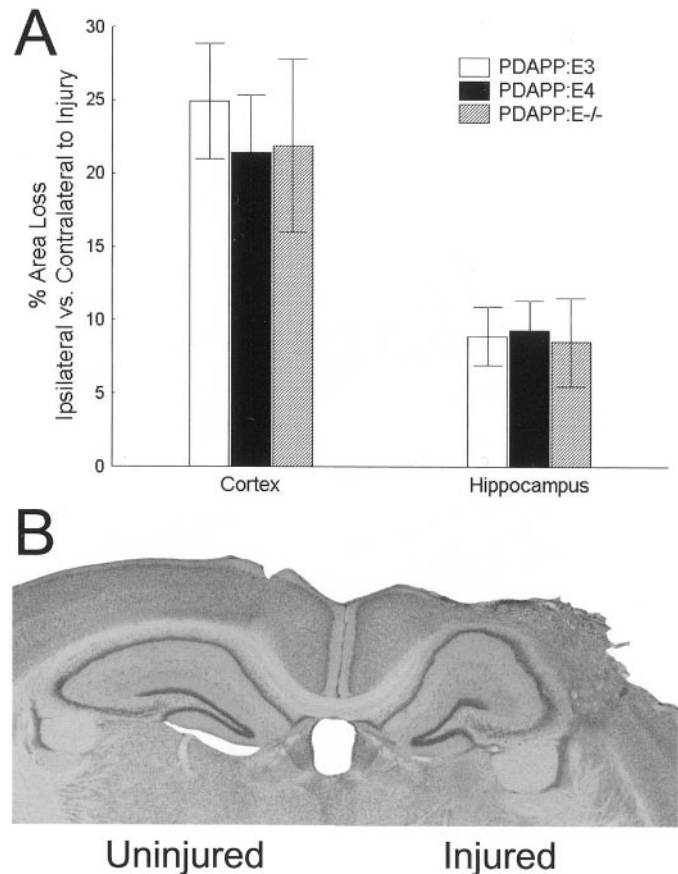 A
30
25
20
15
10
5
0
% Area Loss
Ipsilateral vs. Contralateral to Injury
PDAPP:E3
PDAPP:E4
PDAPP:E-/-
Cortex
Hippocampus
B
Uninjured
Injured